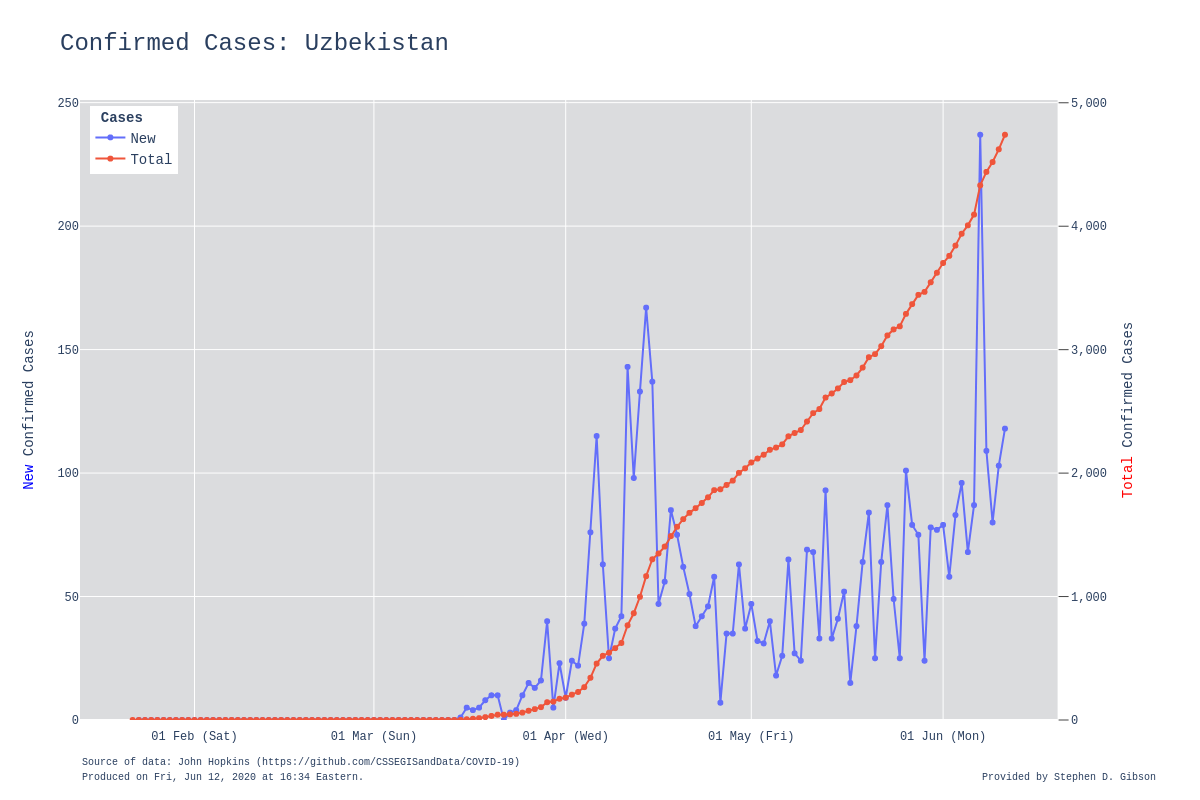 Confirmed Cases: Uzbekistan
Cases
New
Total
250
200
150
100
50
0
5,000
4,000
3,000
2,000
1,000
0
New Confirmed Cases
Total Confirmed Cases
01 Feb (Sat)
01 Mar (Sun)
01 Apr (Wed)
01 May (Fri)
01 Jun (Mon)
Source of data: John Hopkins (https://github.com/CSSEGISandData/COVID-19)
Produced on Fri, Jun 12, 2020 at 16:34 Eastern.
Provided by Stephen D. Gibson